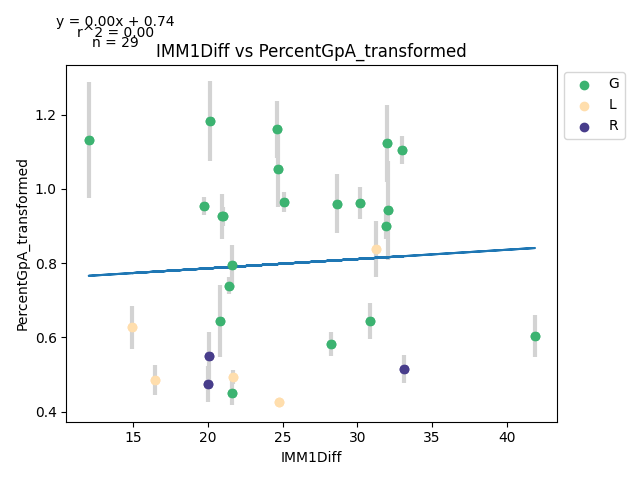 y = 0.00x + 0.74
r^2 = 0.00
n = 29
IMM1Diff vs PercentGpA_transformed
G
L
R
1.2
1.0
0.8
0.6
0.4
PercentGpA_transformed
15 20 25 30 35 40
IMM1Diff